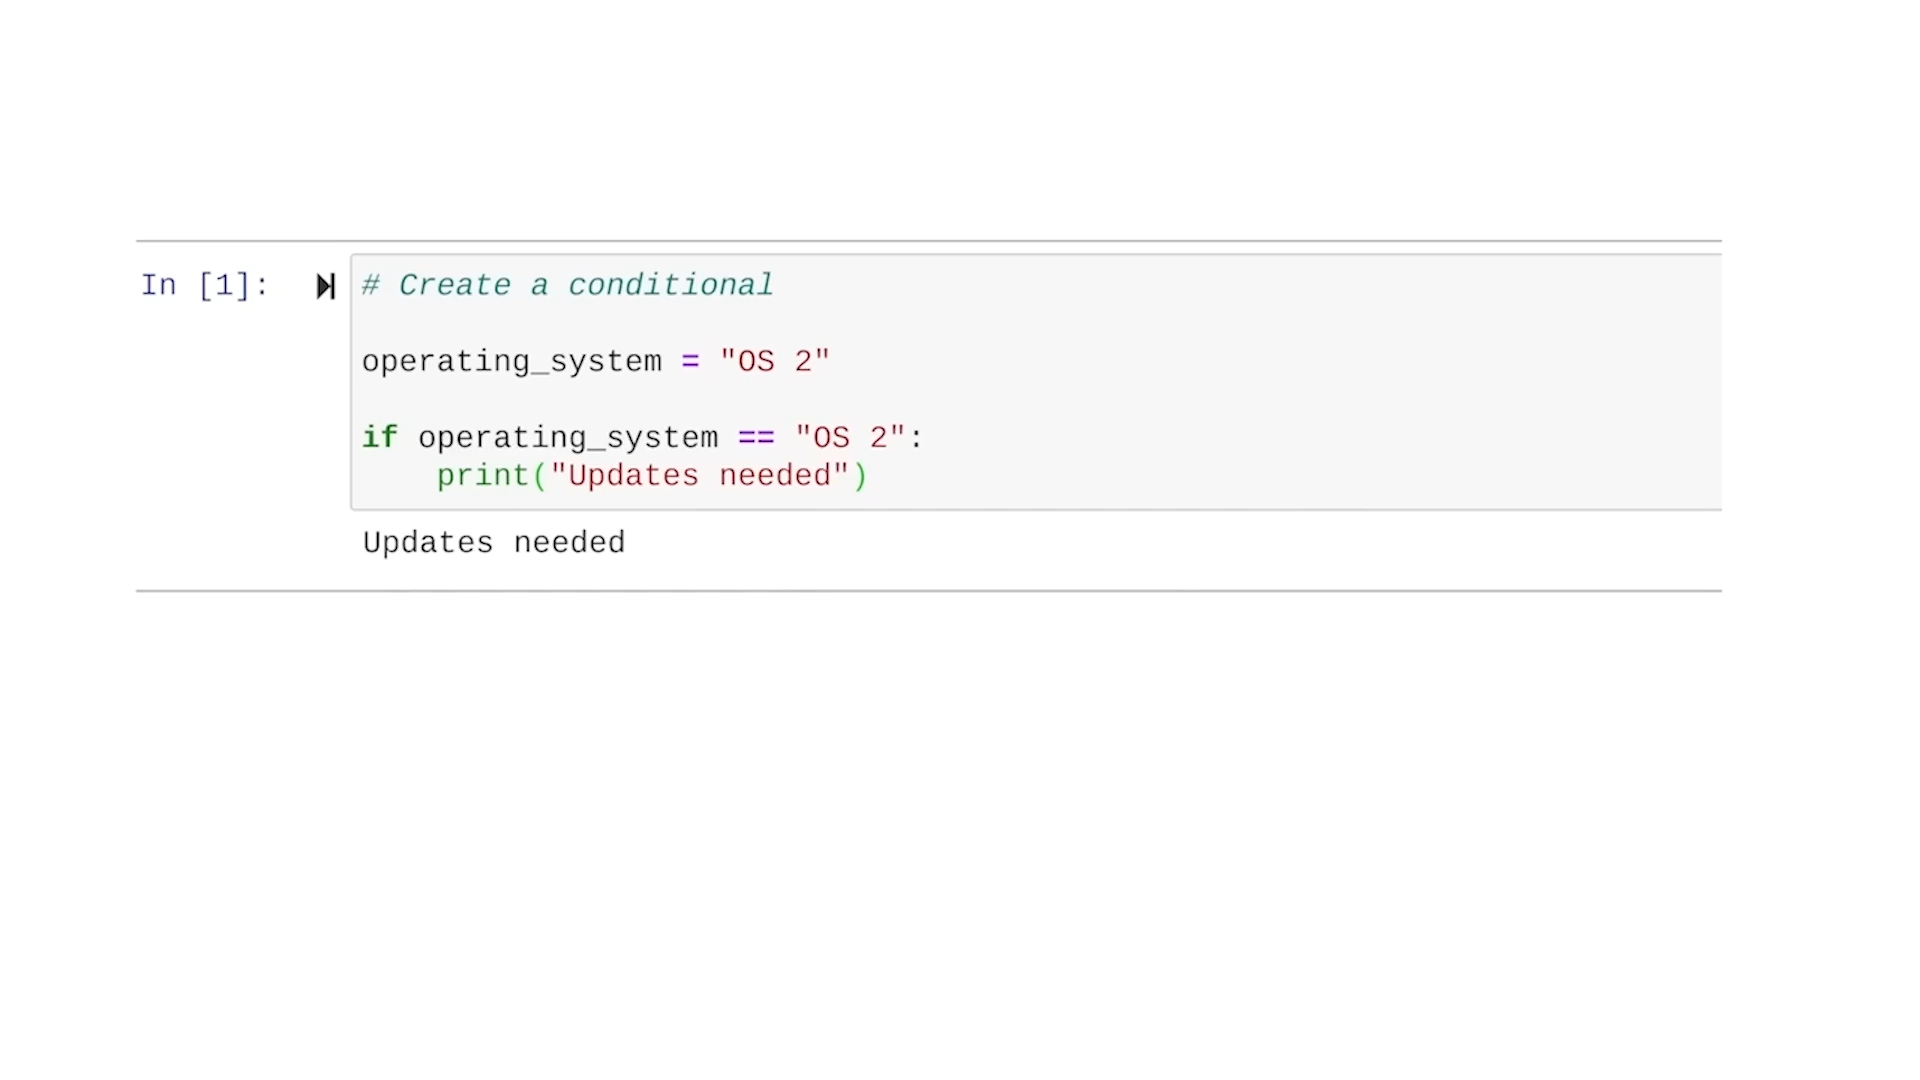 In [1]: # Create a conditional
operating_system = "OS 2"
if operating_system == "OS 2":
    print("Updates needed")
Updates needed